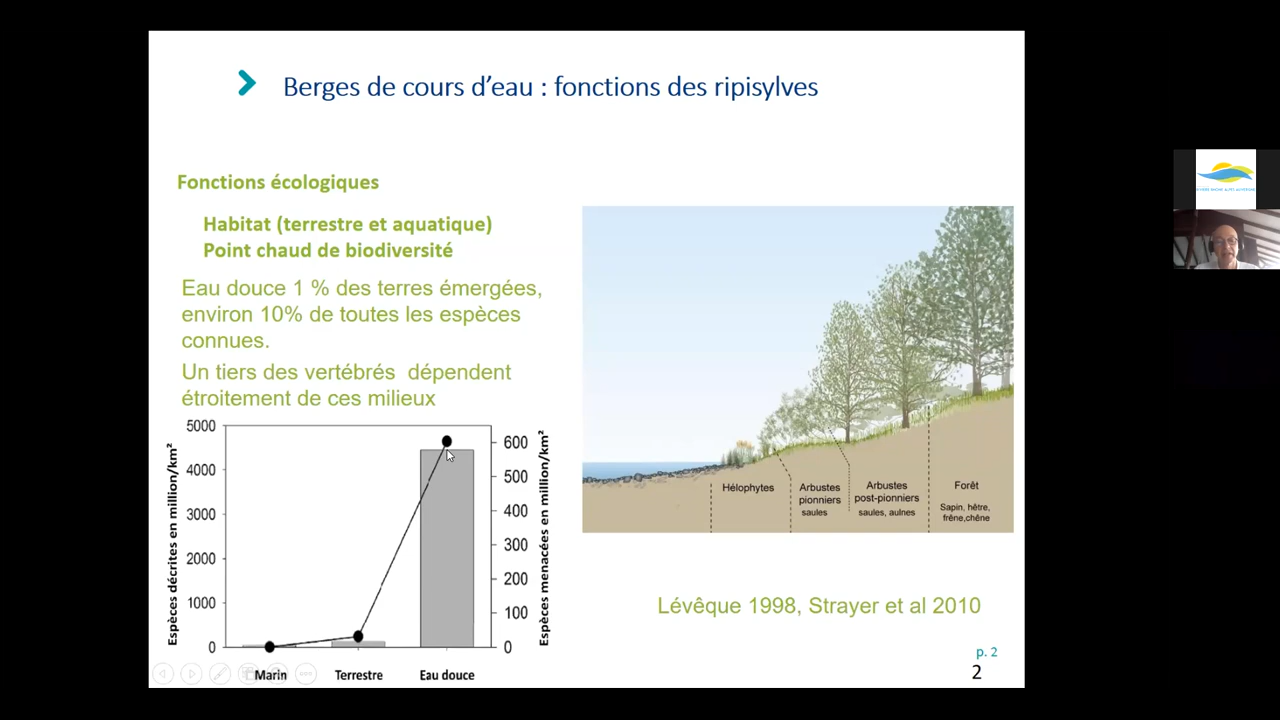 Berges de cours d'eau : fonctions des ripisylves
Fonctions écologiques
Habitat (terrestre et aquatique)
Point chaud de biodiversité
Eau douce 1 % des terres émergées,
environ 10% de toutes les espèces
connues.
Un tiers des vertébrés dépendent
étroitement de ces milieux
Espèces décrites en million/km²
5000
4000
3000
2000
1000
0
600
500
400
300
200
100
0
Espèces menacées en million/km²
Marin
Terrestre
Eau douce
Hélophytes
Arbustes
pionniers
saules
Arbustes
post-pionniers
saules, aulnes
Forêt
Sapin, hêtre,
frêne,chêne
Lévêque 1998, Strayer et al 2010
p. 2
2